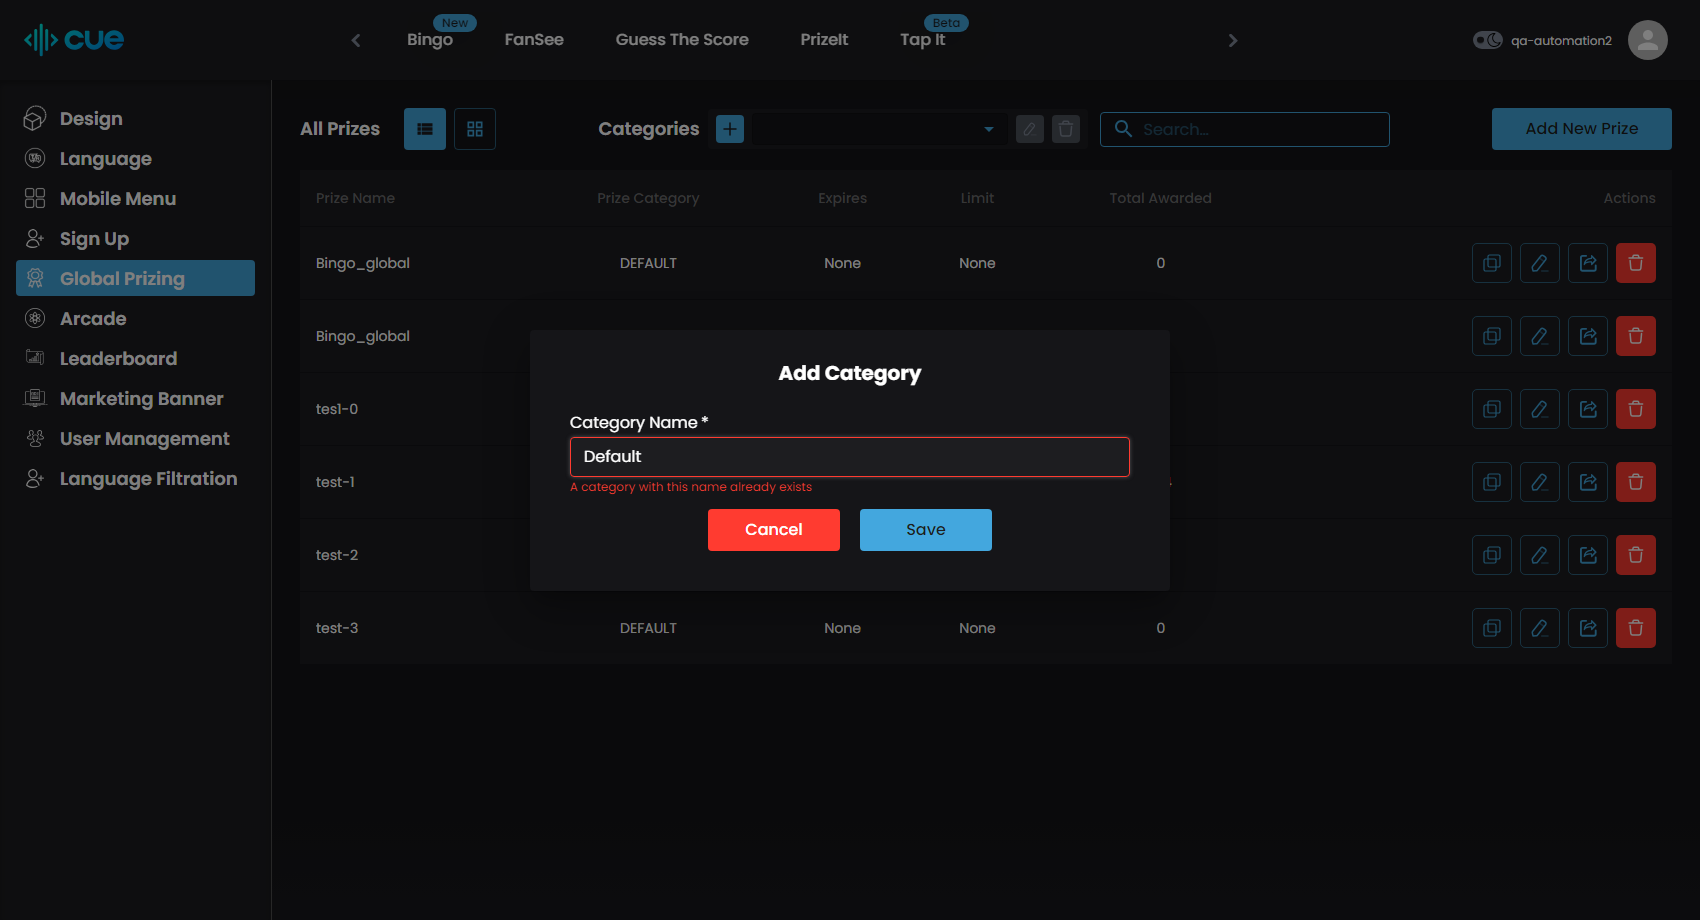 cue
Bingo
New
FanSee
Guess The Score
PrizeIt
Tap It
Beta
qa-automation2
Design
Language
Mobile Menu
Sign Up
Global Prizing
Arcade
Leaderboard
Marketing Banner
User Management
Language Filtration
All Prizes
Categories
Search...
Add New Prize
Prize Name Prize Category Expires Limit Total Awarded Actions
Bingo_global DEFAULT None None 0
Bingo_global
tes1-0
test-1
test-2
test-3 DEFAULT None None 0
Add Category
Category Name *
Default
A category with this name already exists
Cancel
Save